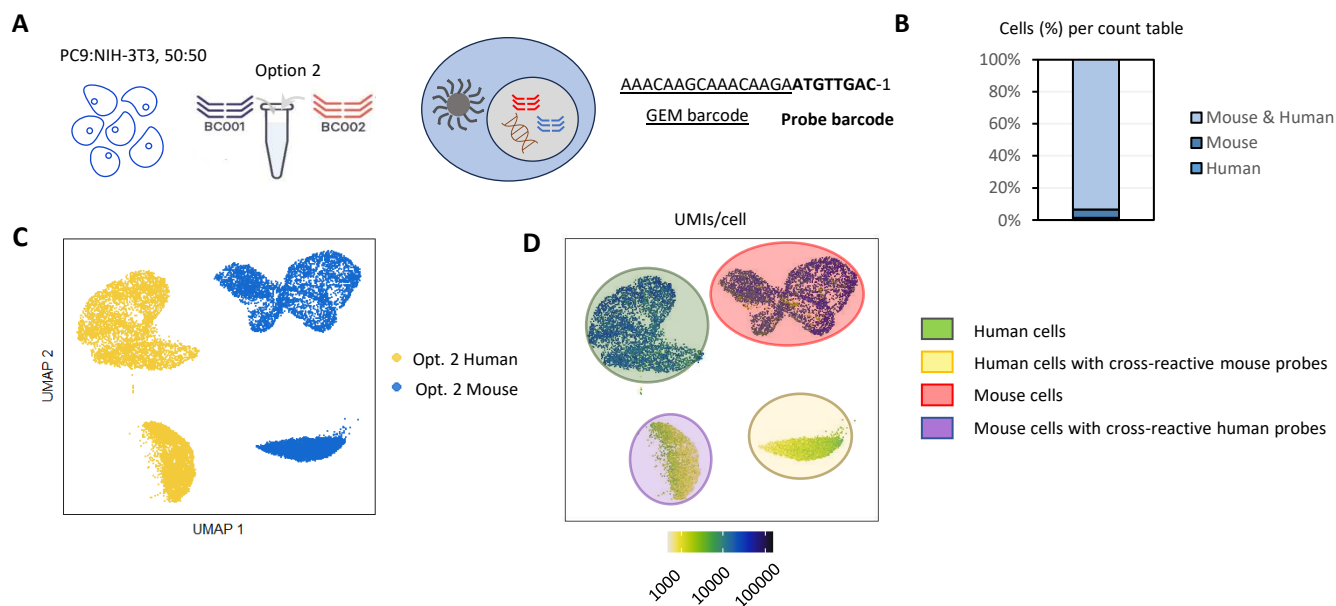 A
PC9:NIH-3T3, 50:50
Option 2
BC001
BC002
AAACAAGCAAACAAGAATGTTGAC-1
GEM barcode
Probe barcode
B
Cells (%) per count table
100%
80%
60%
40%
20%
0%
Mouse & Human
Mouse
Human
C
UMAP 2
UMAP 1
Opt. 2 Human
Opt. 2 Mouse
D
UMIs/cell
1000
10000
100000
Human cells
Human cells with cross-reactive mouse probes
Mouse cells
Mouse cells with cross-reactive human probes